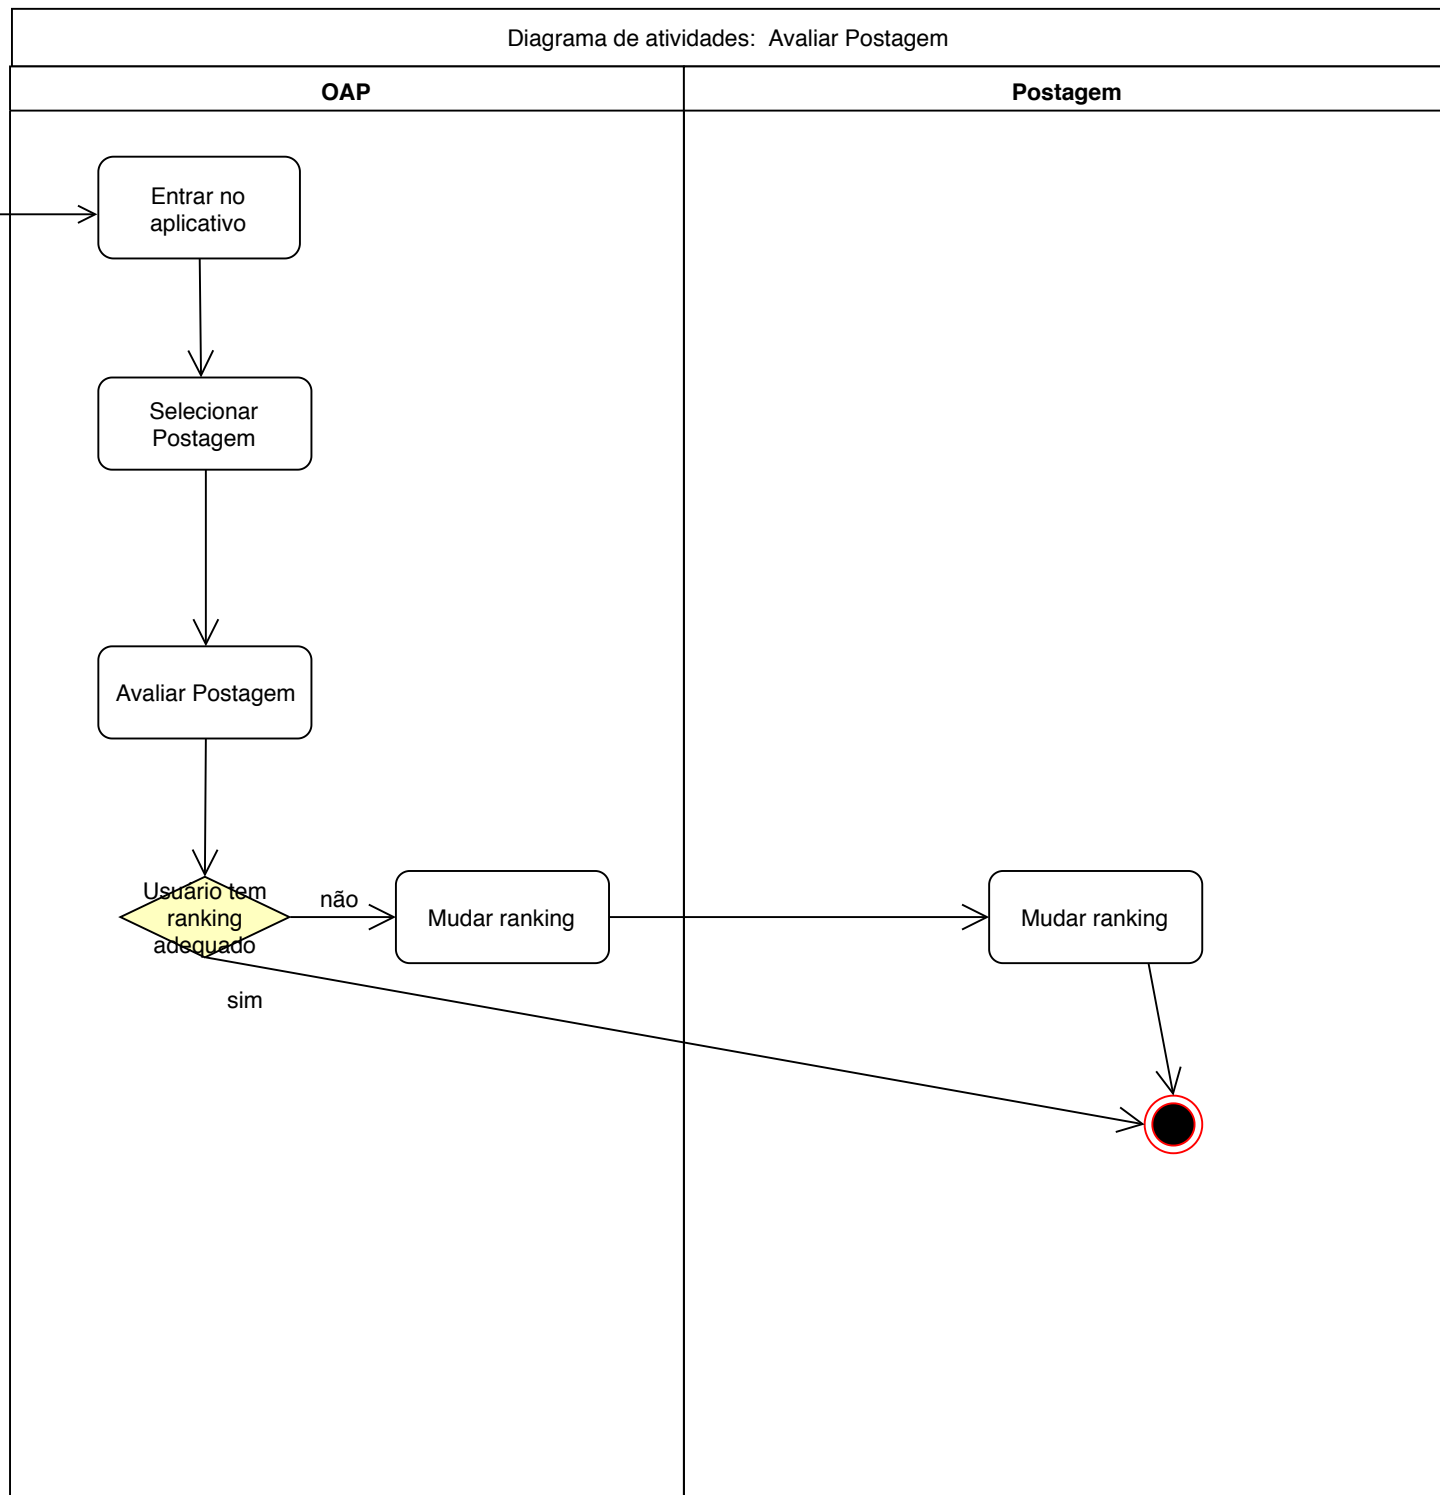 Diagrama de atividades:  Avaliar Postagem
OAP
Postagem
Entrar no
aplicativo
Selecionar
Postagem
Avaliar Postagem
Usuário tem
ranking
adequado
não
Mudar ranking
Mudar ranking
sim